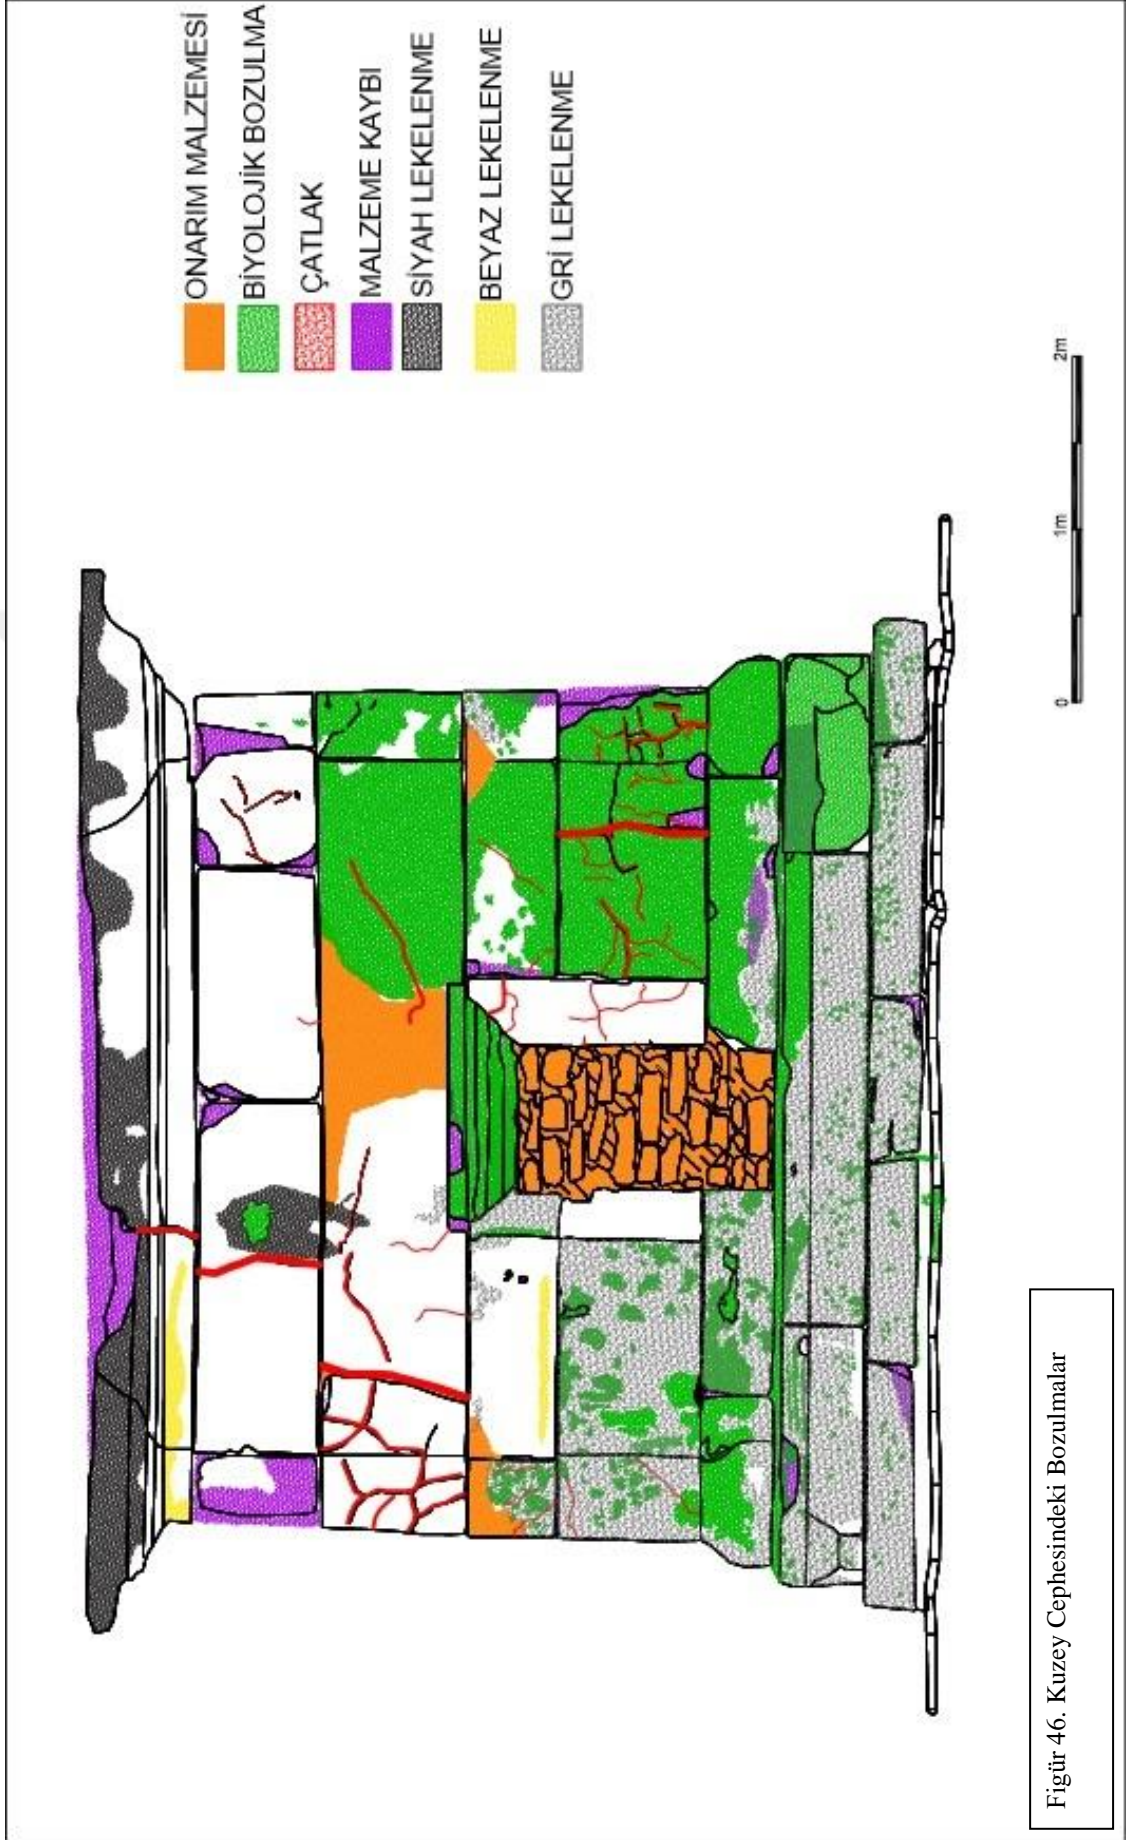 ONARIM MALZEMESİ
BİYOLOJİK BOZULMA
ÇATLAK
MALZEME KAYBI
SİYAH LEKELENME
BEYAZ LEKELENME
GRİ LEKELENME
0 1m 2m
Figür 46. Kuzey Cephesindeki Bozulmalar